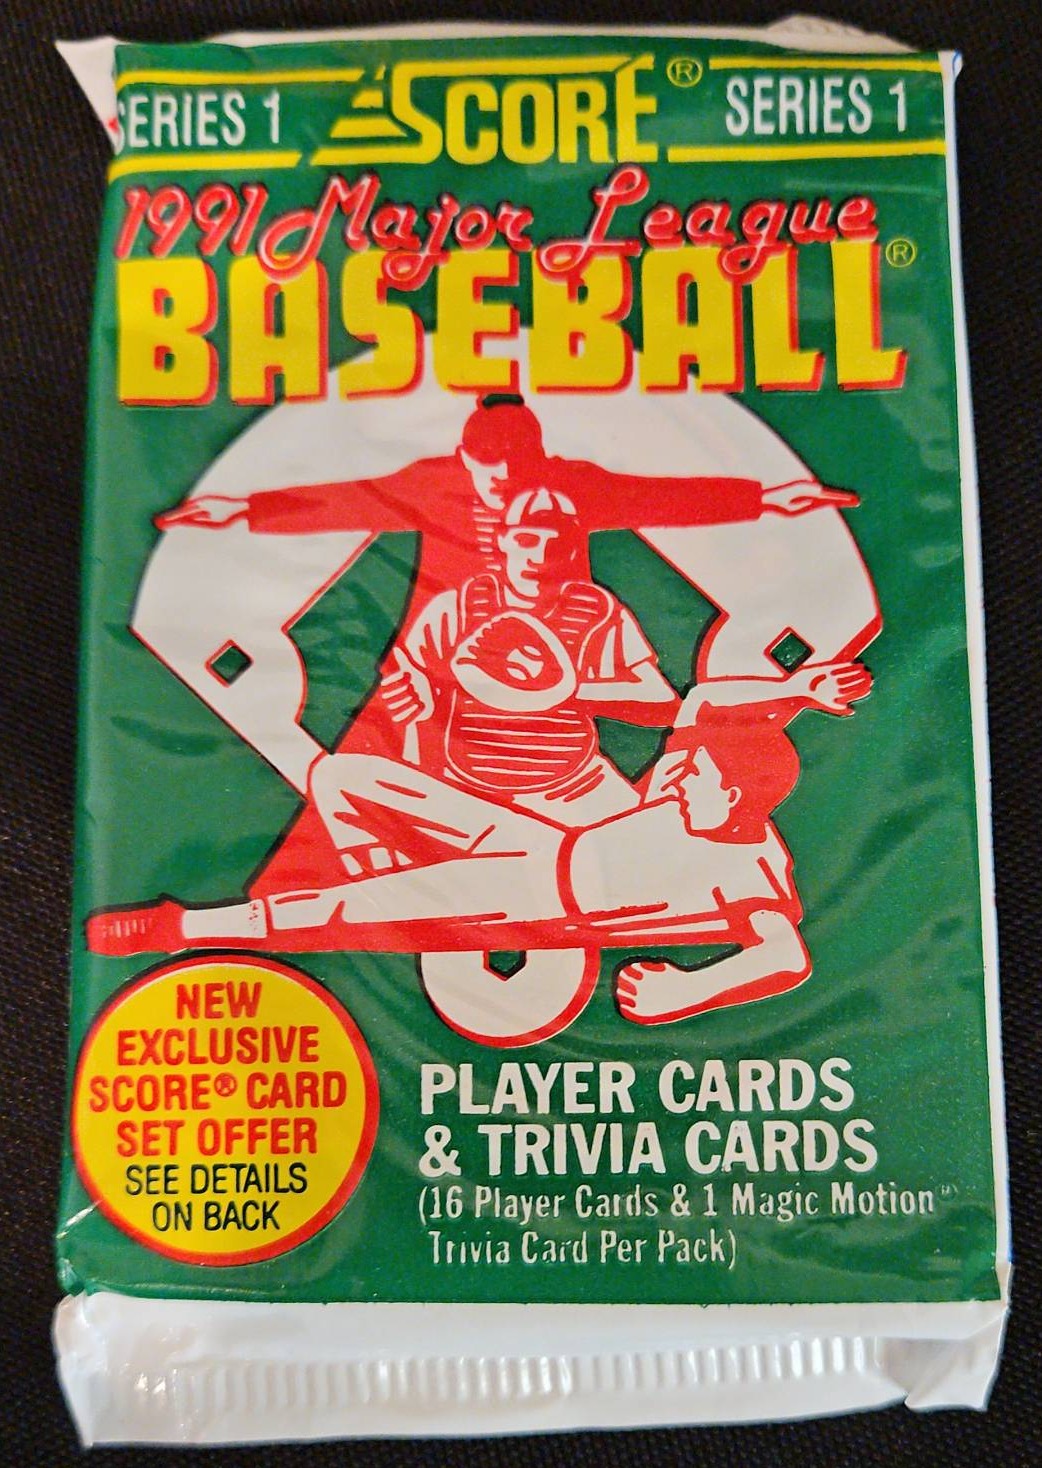 SERIES 1 SCORE® SERIES 1
1991 Major League
BASEBALL®
NEW
EXCLUSIVE
SCORE® CARD
SET OFFER
SEE DETAILS
ON BACK
PLAYER CARDS
& TRIVIA CARDS
(16 Player Cards & 1 Magic Motion™
Trivia Card Per Pack)